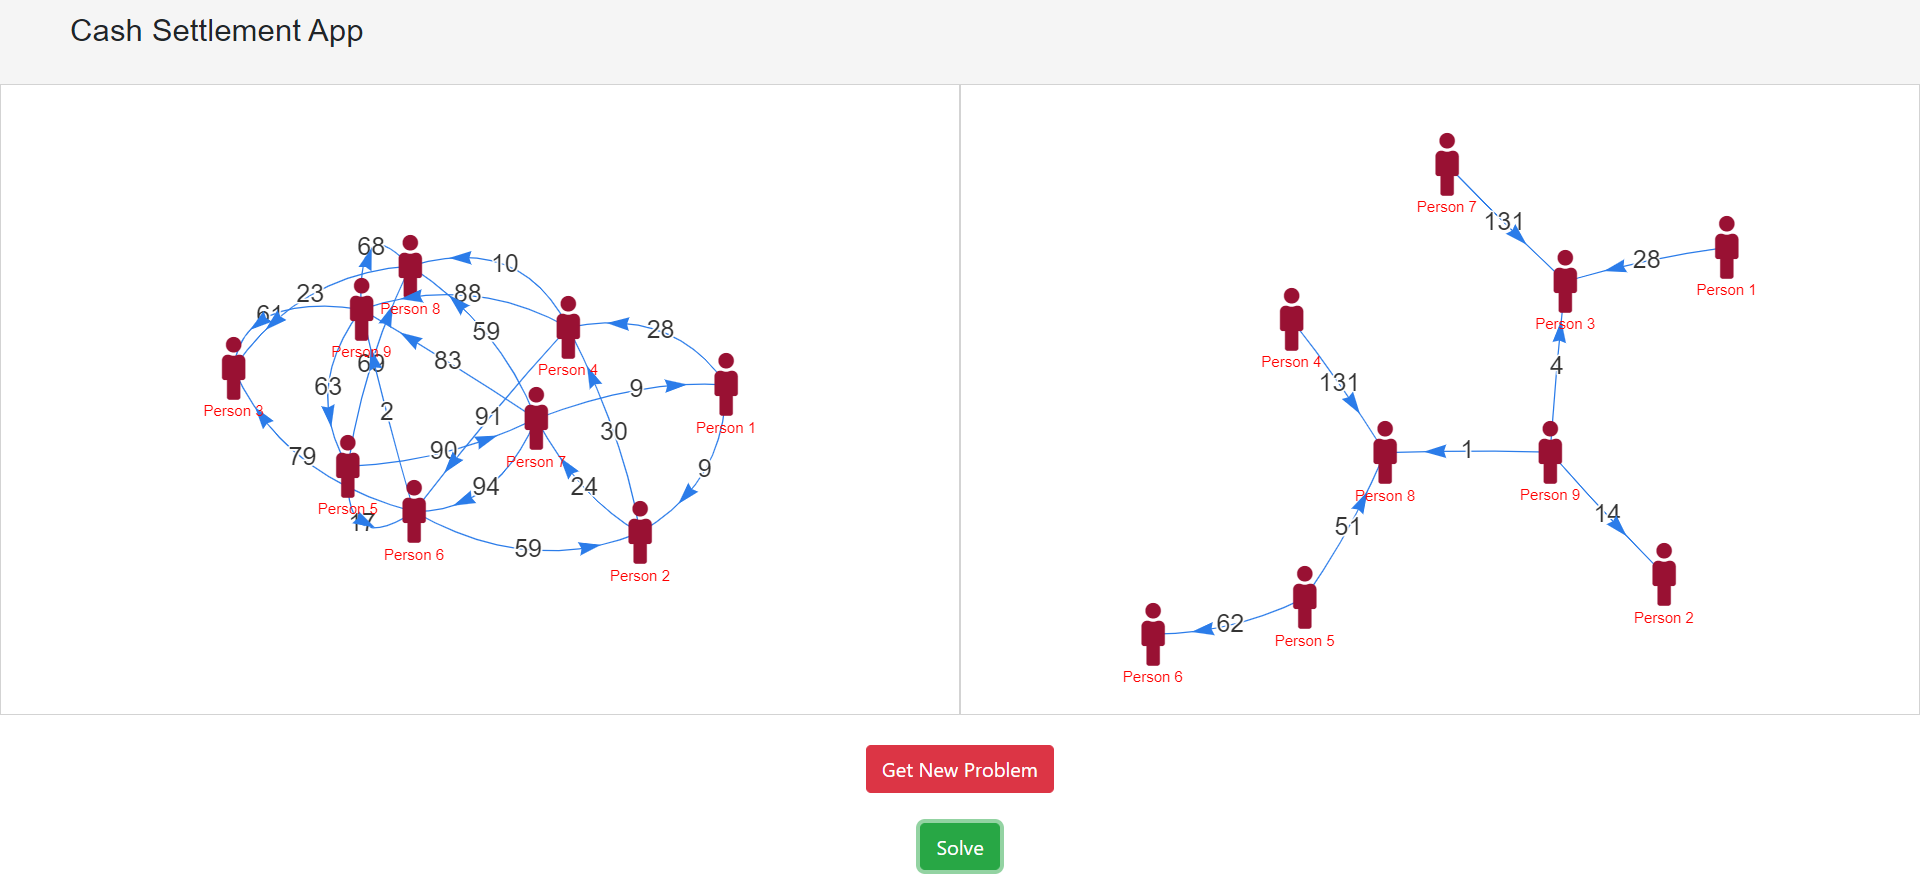 Cash Settlement App
68
10
23
88
61
Person 8
59
28
Person 9
83
69
Person 4
63
9
Person 3
2
91
30
Person 1
79
90
Person 7
94
24
9
Person 5
17
59
Person 6
Person 2
Person 7
131
28
Person 1
Person 3
Person 4
4
131
1
Person 8
Person 9
51
14
62
Person 5
Person 2
Person 6
Get New Problem
Solve